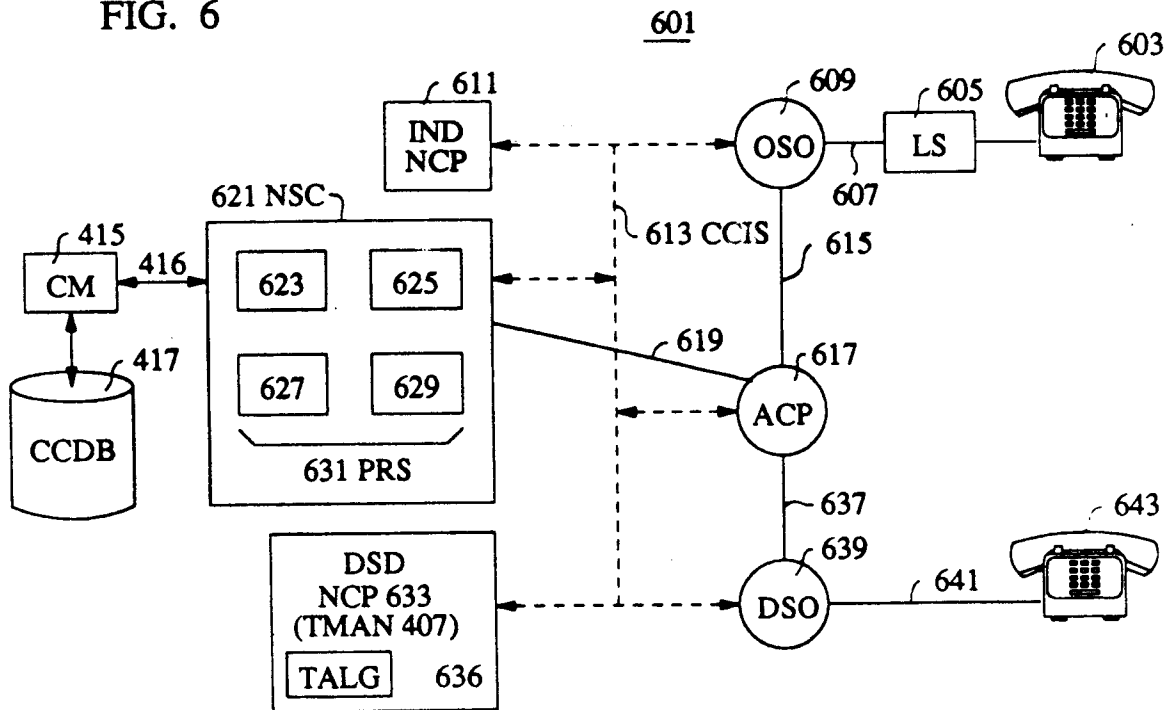 FIG. 6
601
603
609
605
611
IND
NCP
OSO
LS
607
621 NSC
613 CCIS
615
415
416
CM
623
625
619
617
417
627
629
ACP
CCDB
631 PRS
637
643
639
DSD
NCP 633
(TMAN 407)
DSO
641
TALG
636